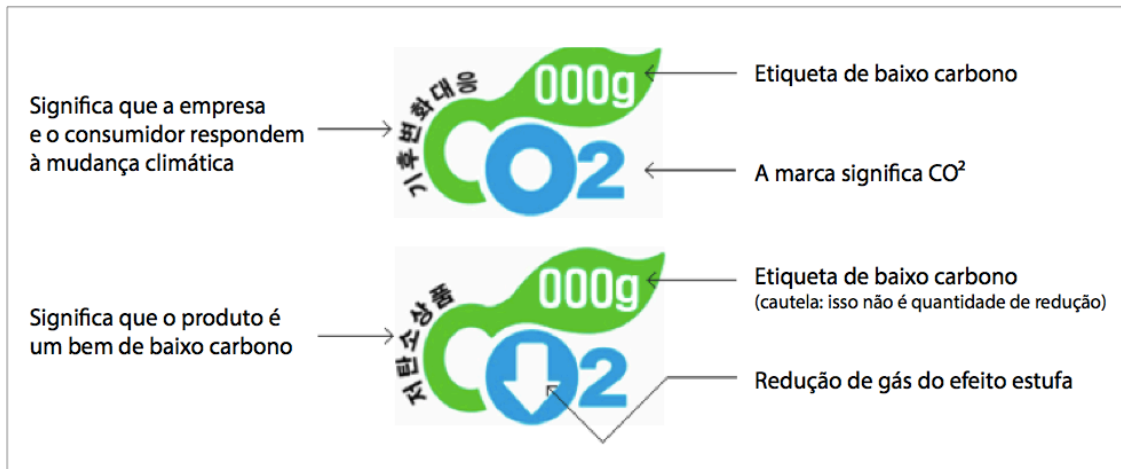 Significa que a empresa
e o consumidor respondem
à mudança climática
기후변화대응
000g
CO2
Etiqueta de baixo carbono
A marca significa CO²
Significa que o produto é
um bem de baixo carbono
저탄소상품
000g
CO2
Etiqueta de baixo carbono
(cautela: isso não é quantidade de redução)
Redução de gás do efeito estufa